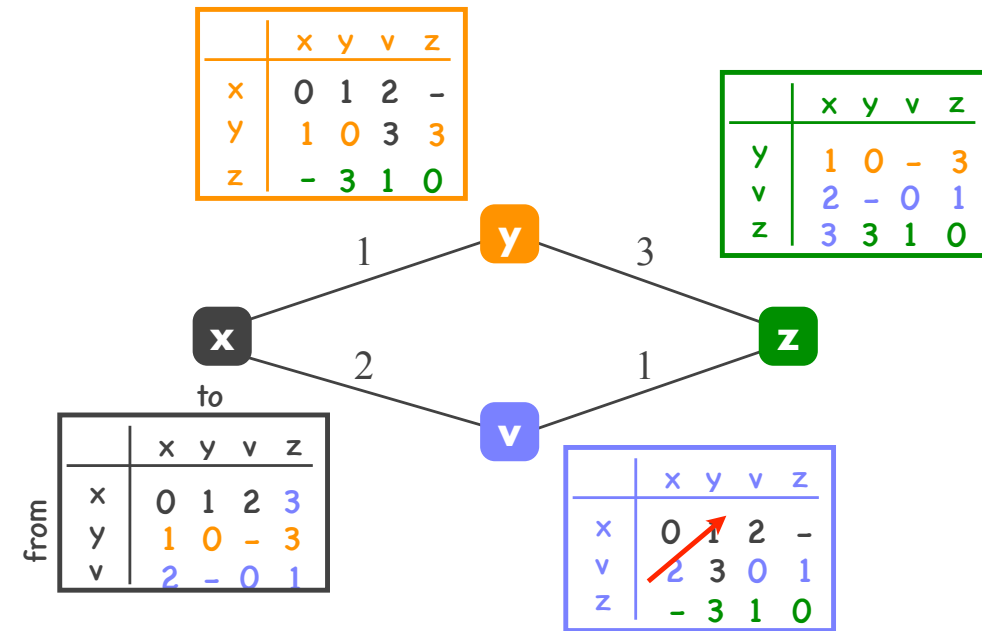 x y v z
x 0 1 2 -
y 1 0 3 3
z - 3 1 0
x y v z
y 1 0 - 3
v 2 - 0 1
z 3 3 1 0
y
1
3
x
z
2
1
v
to
from
x y v z
x 0 1 2 3
y 1 0 - 3
v 2 - 0 1
x y v z
x 0 1 2 -
v 2 3 0 1
z - 3 1 0